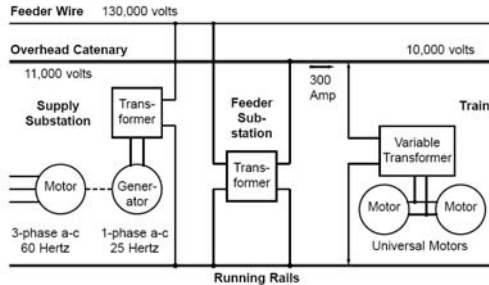 Feeder Wire 130,000 volts
Overhead Catenary 10,000 volts
11,000 volts
300
Amp
Supply
Substation
Trans-
former
Feeder
Sub-
station
Train
Variable
Transformer
Trans-
former
Motor
Gener-
ator
Motor
Motor
3-phase a-c
60 Hertz
1-phase a-c
25 Hertz
Universal Motors
Running Rails